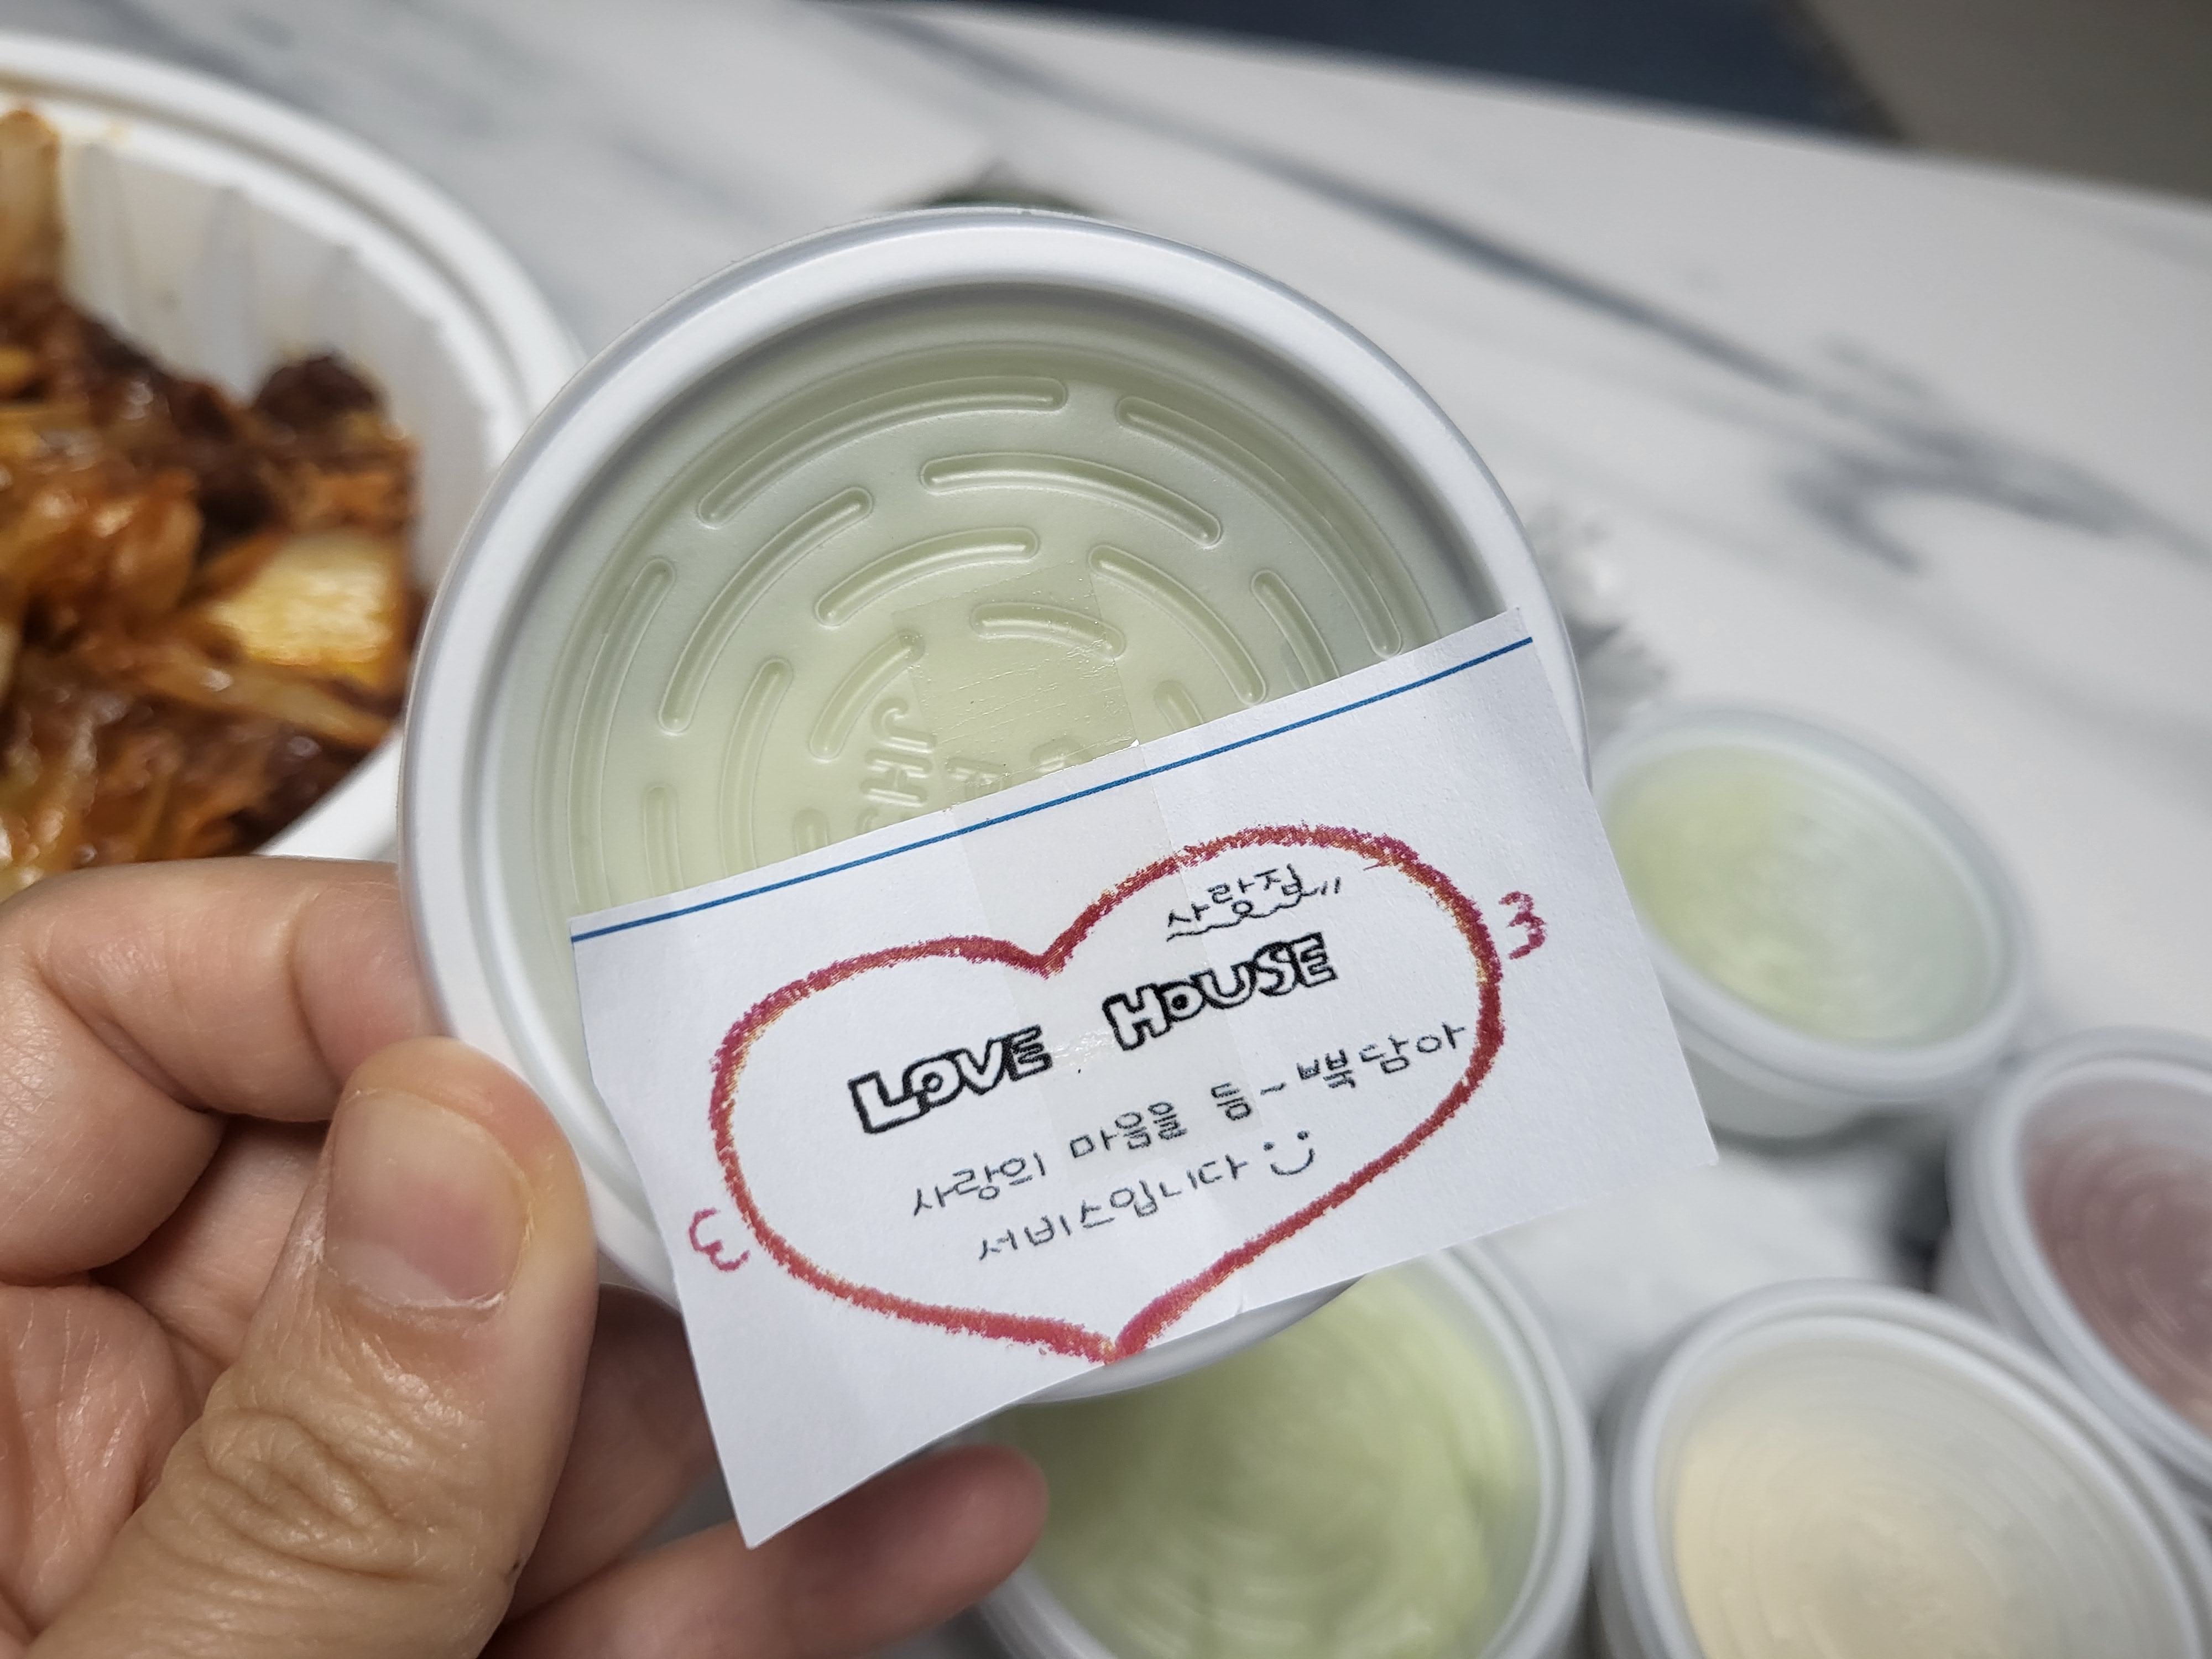 사랑집"
LOVE HOUSE
사랑의 마음을 듬~뿍담아
서비스입니다
JH